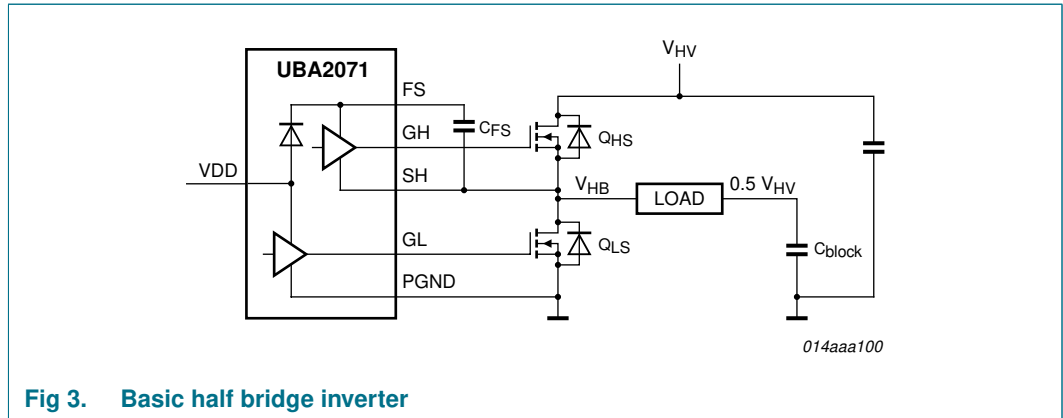 UBA2071
VHV
FS
CFS
GH
QHS
VDD
SH
VHB
LOAD
0.5 VHV
GL
QLS
Cblock
PGND
014aaa100
Fig 3. Basic half bridge inverter